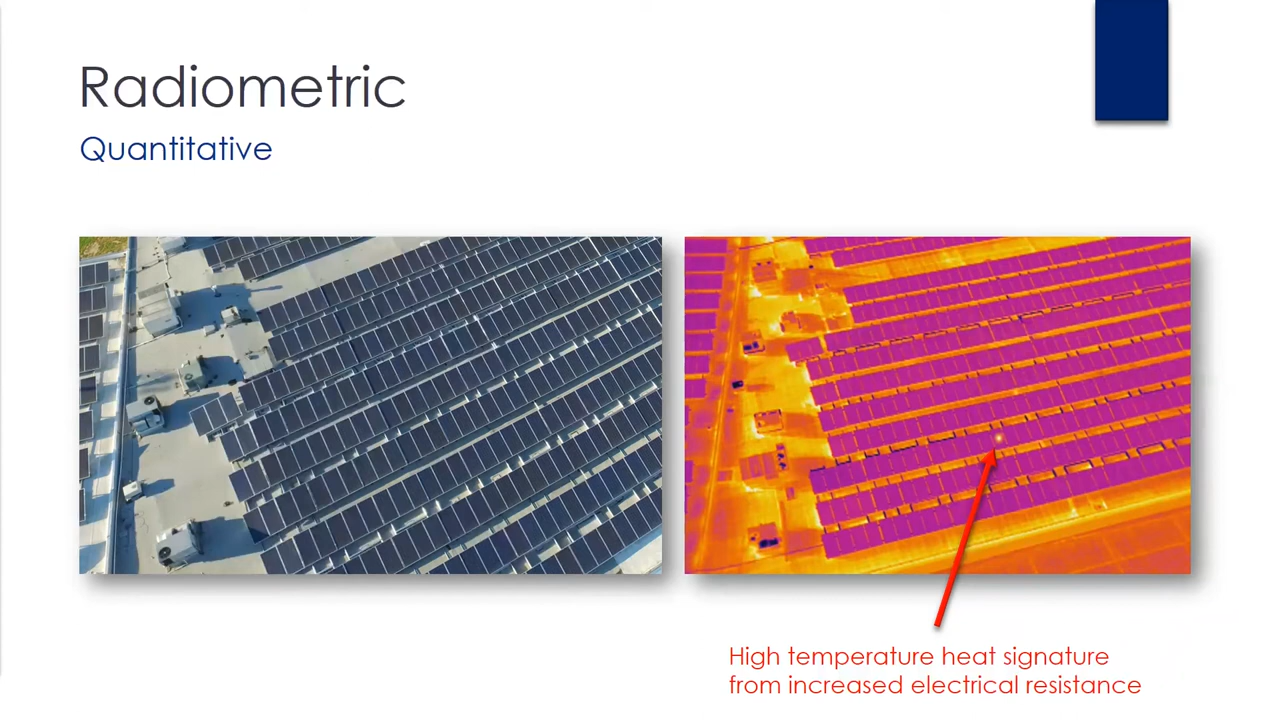 Radiometric
Quantitative
High temperature heat signature
from increased electrical resistance